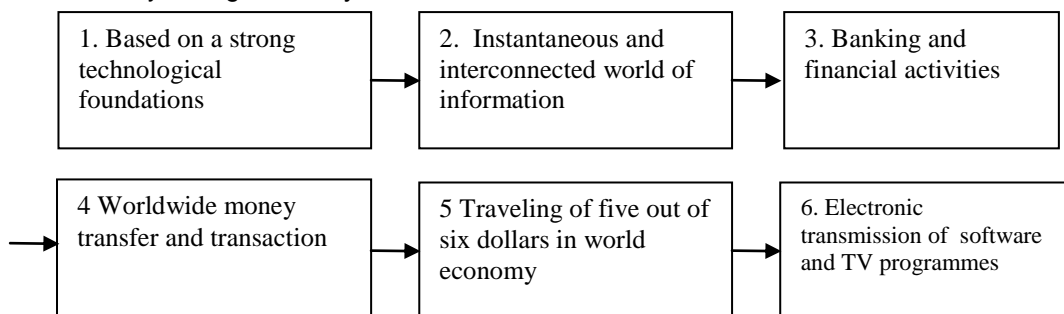 1. Based on a strong
technological
foundations
2. Instantaneous and
interconnected world of
information
3. Banking and
financial activities
4 Worldwide money
transfer and transaction
5 Traveling of five out of
six dollars in world
economy
6. Electronic
transmission of software
and TV programmes